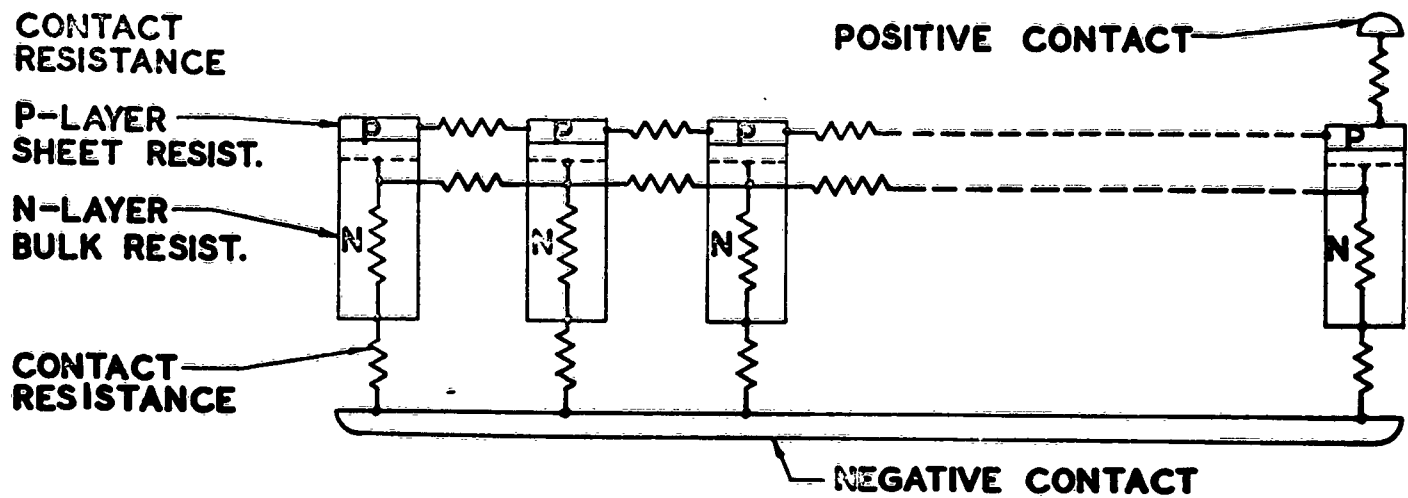 CONTACT
RESISTANCE
POSITIVE CONTACT
P-LAYER
SHEET RESIST.
P
P
P
P
N-LAYER
BULK RESIST.
N
N
N
N
CONTACT
RESISTANCE
NEGATIVE CONTACT